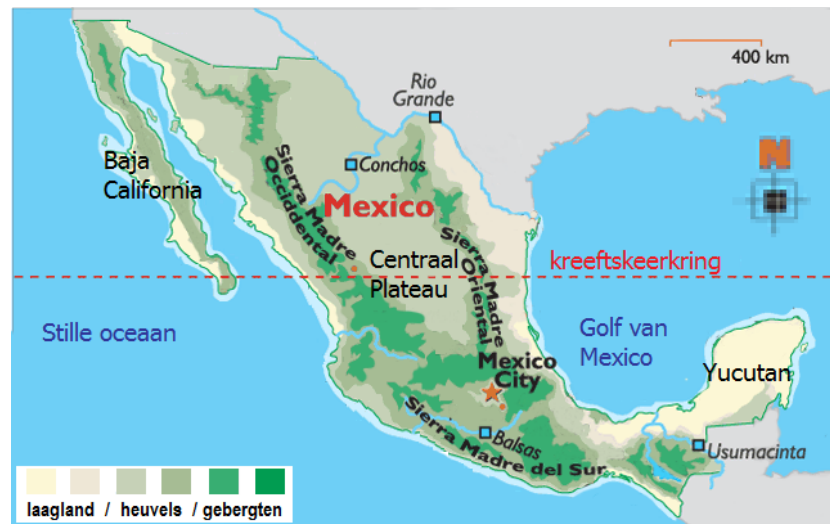 400 km
Rio
Grande
N
Baja
California
Conchos
Sierra Madre
Occiddental
Mexico
Sierra Madre
Oriental
Centraal
Plateau
kreeftskeerkring
Stille oceaan
Golf van
Mexico
Mexico
City
Yucutan
Balsas
Sierra Madre del Sur
Usumacinta
laagland / heuvels / gebergten